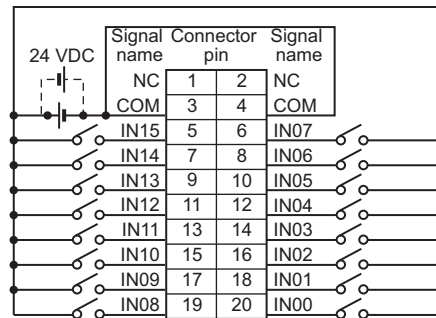 Signal Connector Signal
name pin name
24 VDC
NC 1 2 NC
COM 3 4 COM
IN15 5 6 IN07
IN14 7 8 IN06
IN13 9 10 IN05
IN12 11 12 IN04
IN11 13 14 IN03
IN10 15 16 IN02
IN09 17 18 IN01
IN08 19 20 IN00